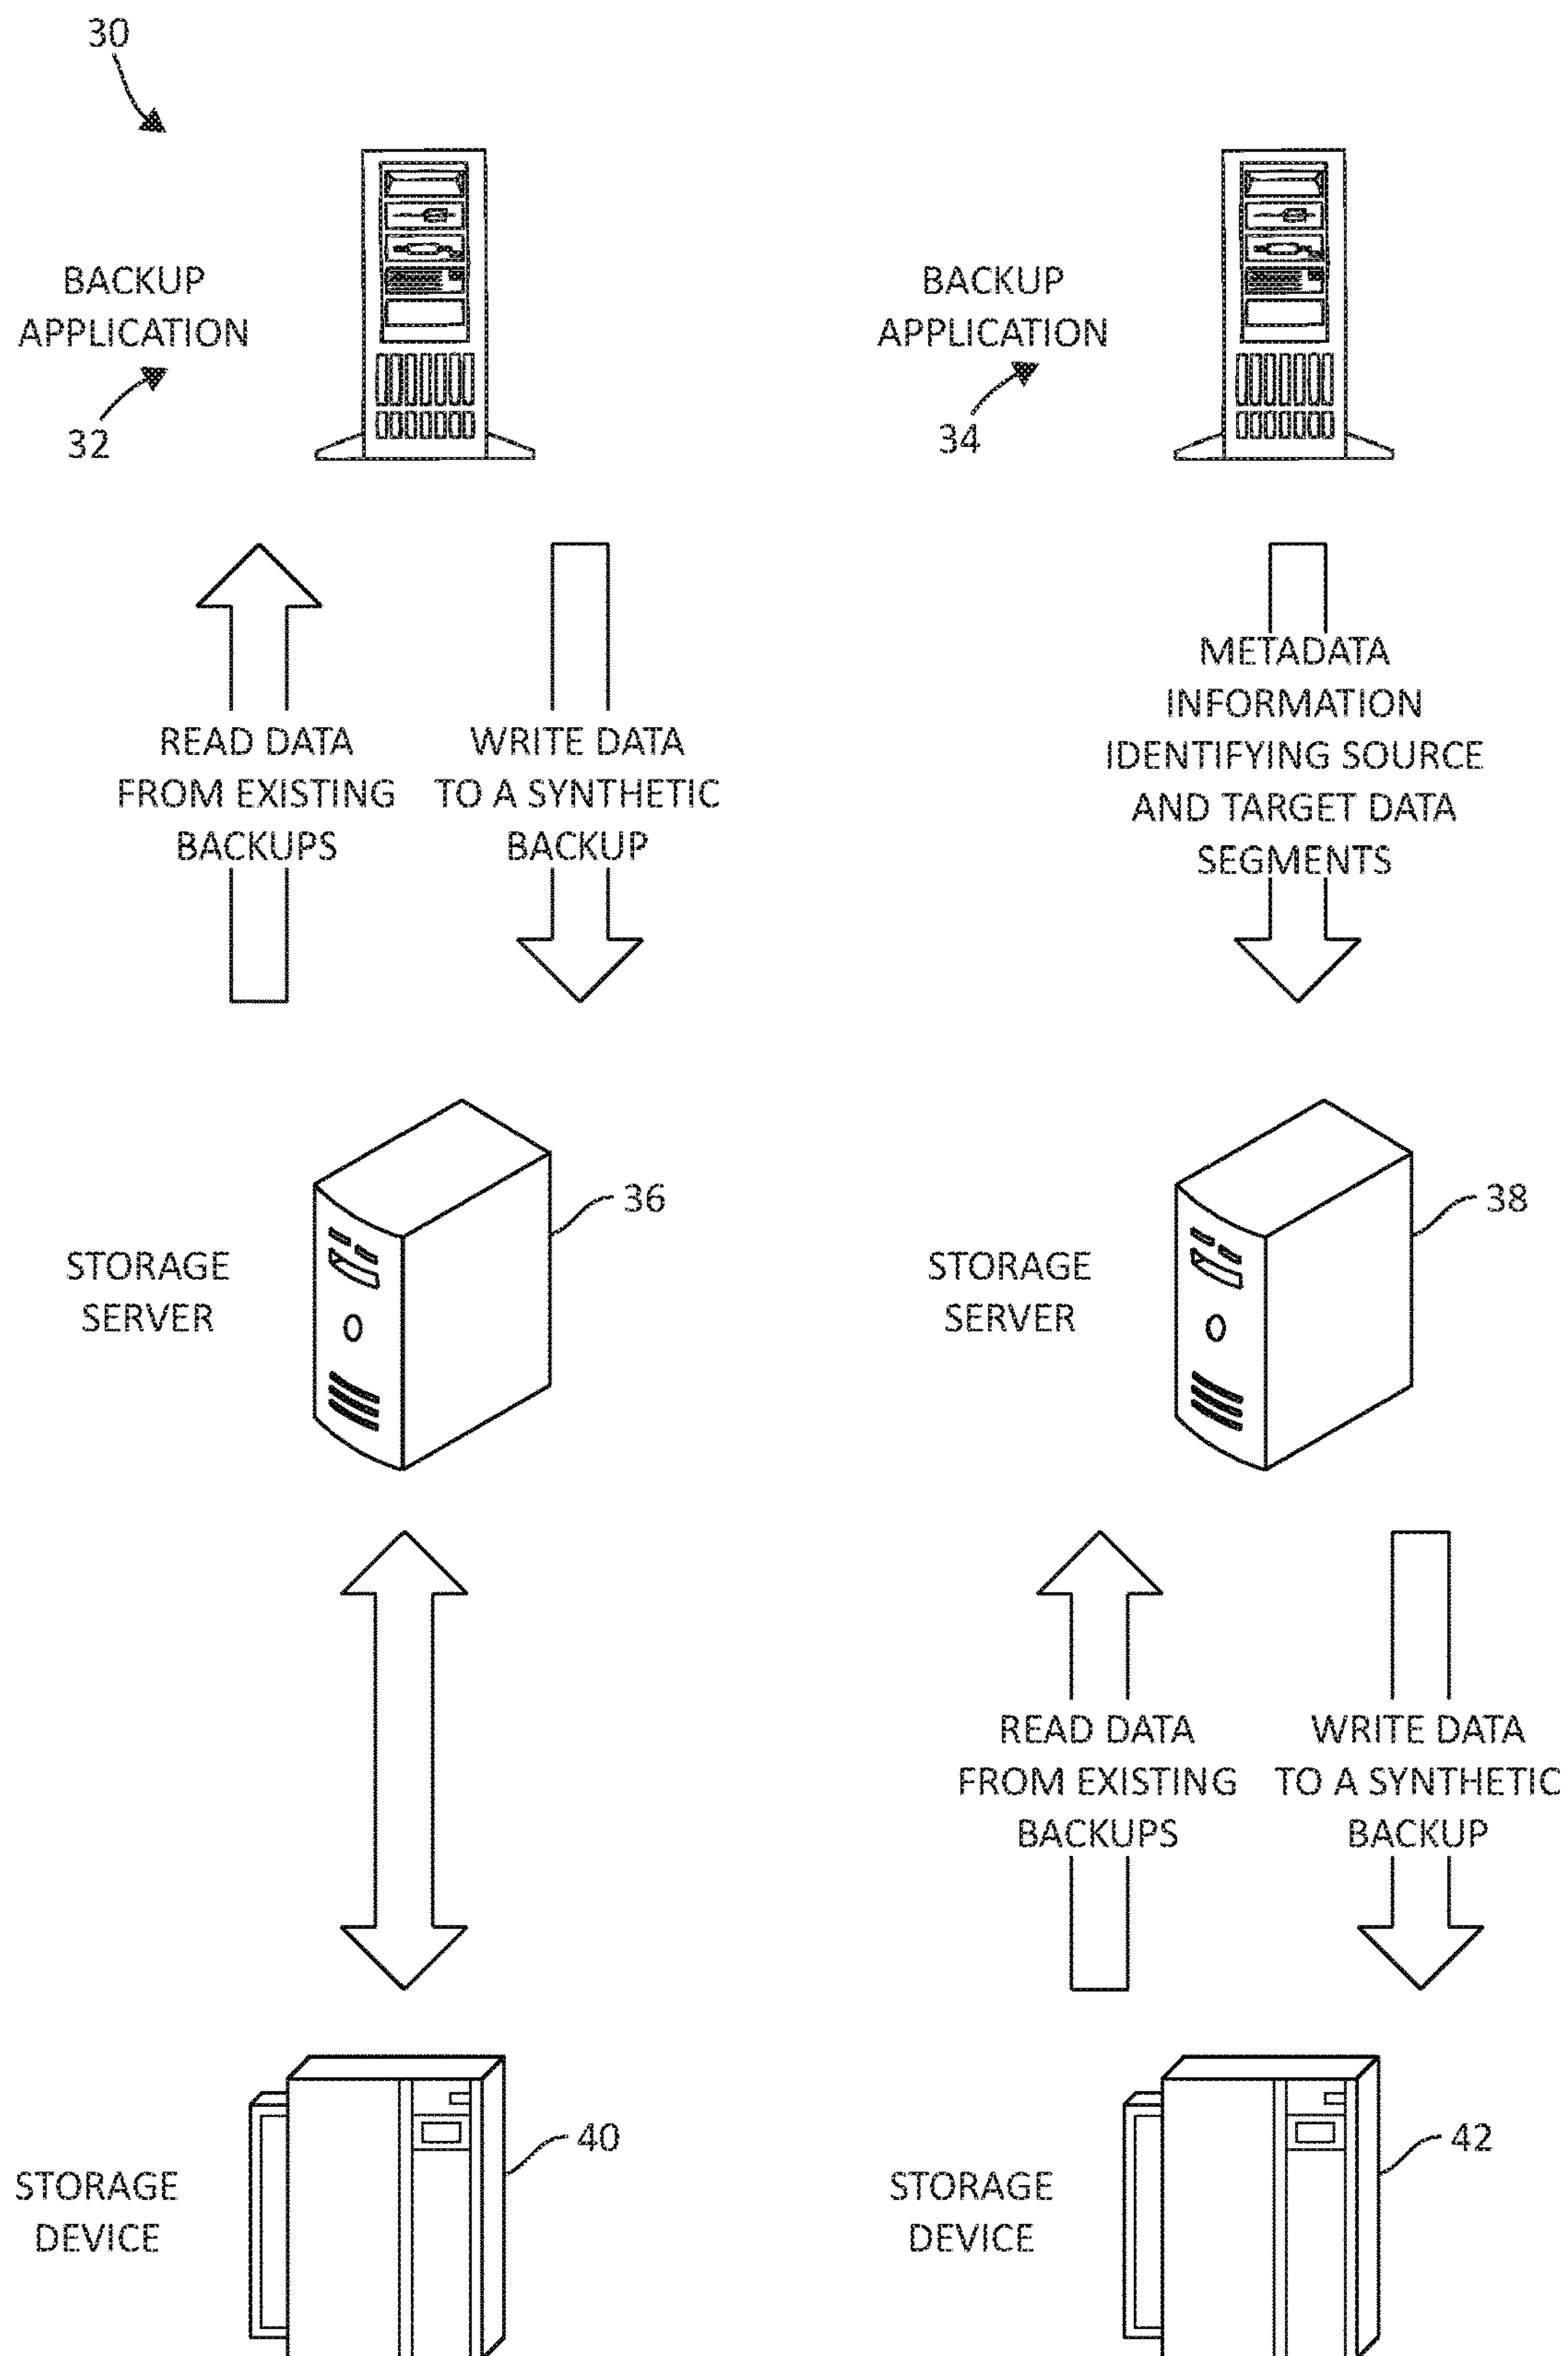 30
BACKUP
APPLICATION
32
BACKUP
APPLICATION
34
READ DATA
FROM EXISTING
BACKUPS
WRITE DATA
TO A SYNTHETIC
BACKUP
METADATA
INFORMATION
IDENTIFYING SOURCE
AND TARGET DATA
SEGMENTS
STORAGE
SERVER
36
STORAGE
SERVER
38
READ DATA
FROM EXISTING
BACKUPS
WRITE DATA
TO A SYNTHETIC
BACKUP
STORAGE
DEVICE
40
STORAGE
DEVICE
42